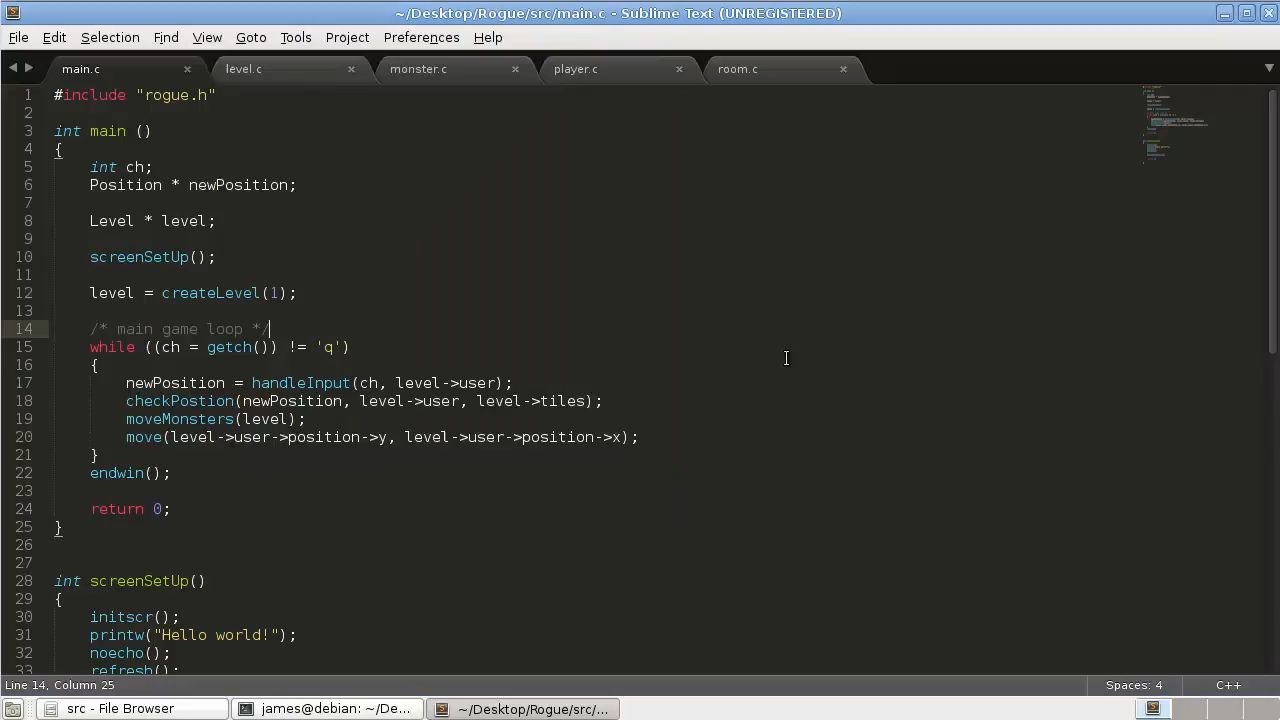 ~/Desktop/Rogue/src/main.c - Sublime Text (UNREGISTERED)
File Edit Selection Find View Goto Tools Project Preferences Help
main.c level.c monster.c player.c room.c
1 #include "rogue.h"
2
3 int main ()
4 {
5     int ch;
6     Position * newPosition;
7
8     Level * level;
9
10     screenSetUp();
11
12     level = createLevel(1);
13
14     /* main game loop */
15     while ((ch = getch()) != 'q')
16     {
17         newPosition = handleInput(ch, level->user);
18         checkPostion(newPosition, level->user, level->tiles);
19         moveMonsters(level);
20         move(level->user->position->y, level->user->position->x);
21     }
22     endwin();
23
24     return 0;
25 }
26
27
28 int screenSetUp()
29 {
30     initscr();
31     printw("Hello world!");
32     noecho();
33     refresh();
Line 14, Column 25 Spaces: 4 C++
src - File Browser james@debian: ~/De... ~/Desktop/Rogue/src/...